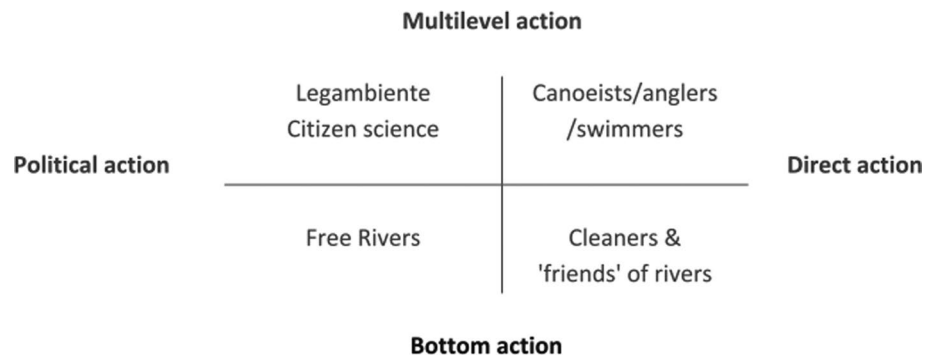 Multilevel action
Legambiente
Citizen science
Canoeists/anglers
/swimmers
Political action
Direct action
Free Rivers
Cleaners &
'friends' of rivers
Bottom action